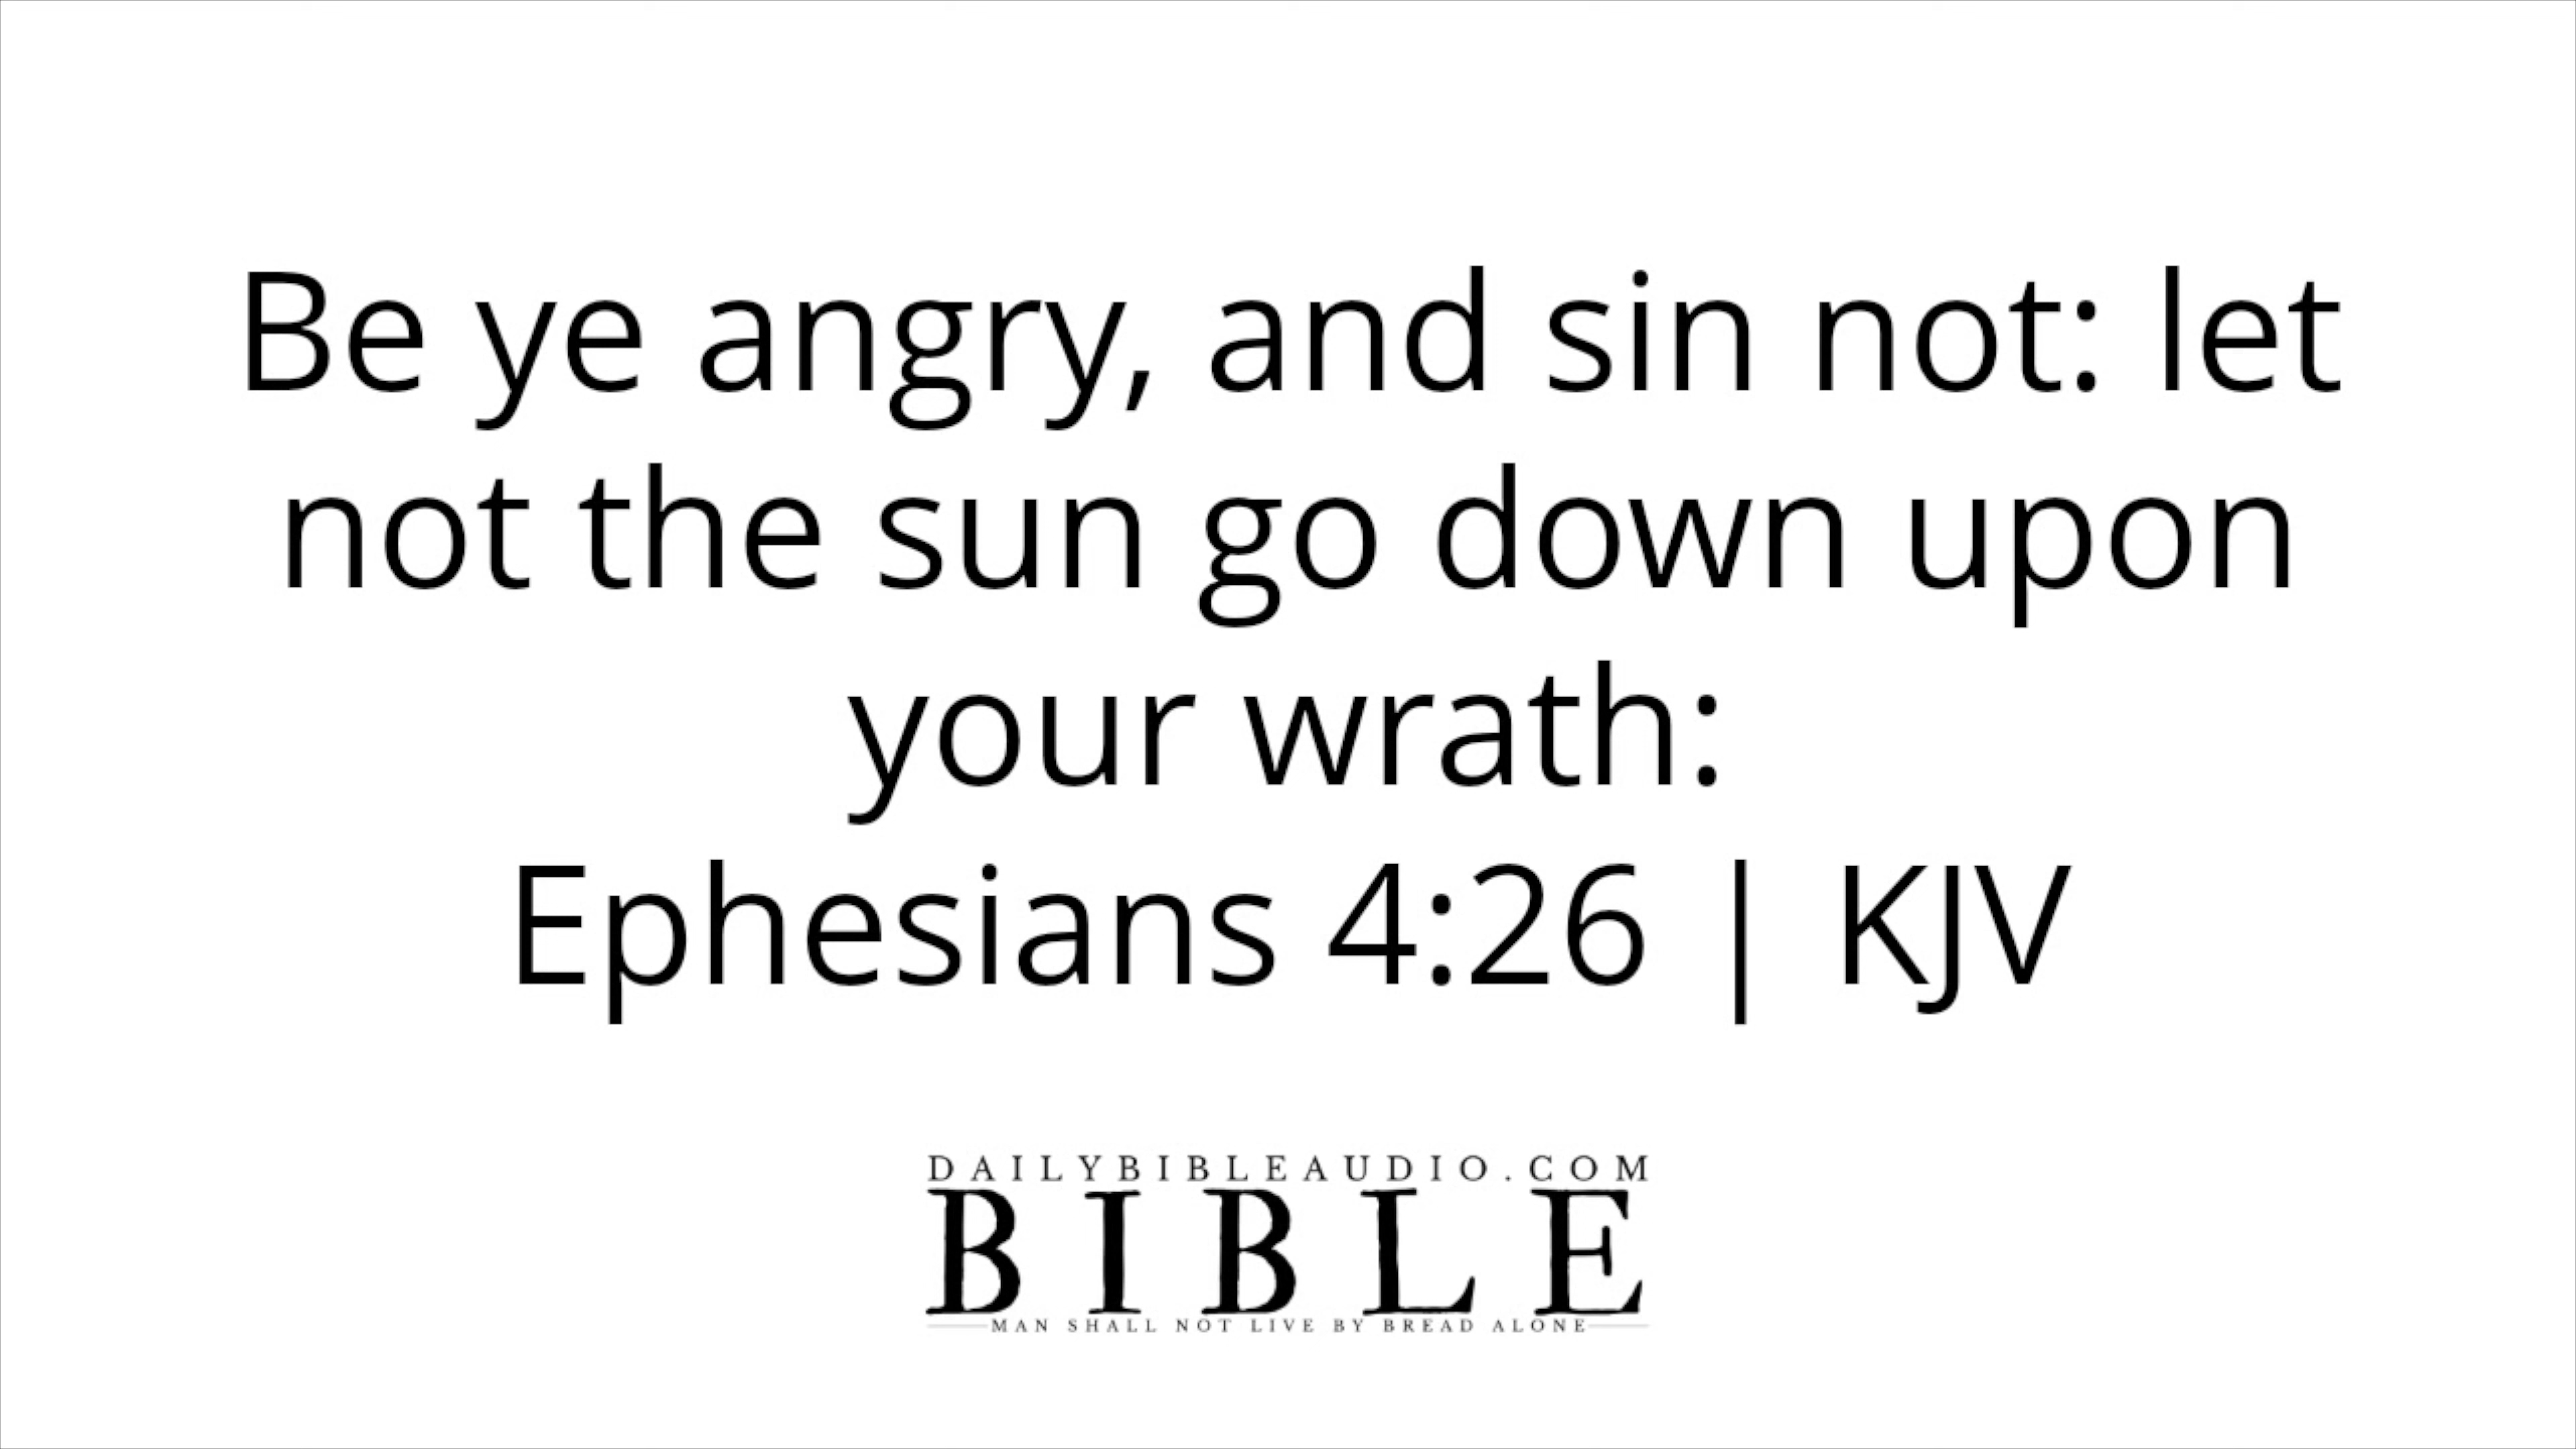 Be ye angry, and sin not: let
not the sun go down upon
your wrath:
Ephesians 4:26 | KJV
DAILYBIBLEAUDIO.COM
BIBLE
MAN SHALL NOT LIVE BY BREAD ALONE